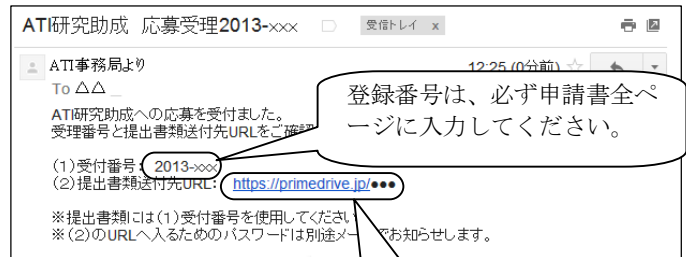 ATI研究助成 応募受理2013-xxx
受信トレイ x
ATI事務局より
12:25 (0分前)
To △△
ATI研究助成への応募を受付ました。
受理番号と提出書類送付先URLをご確認
登録番号は、必ず申請書全ペ
ージに入力してください。
(1)受付番号: 2013-xxx
(2)提出書類送付先URL: https://primedrive.jp/●●●
※提出書類には(1)受付番号を使用してください
※(2)のURLへ入るためのパスワードは別途メールでお知らせします。